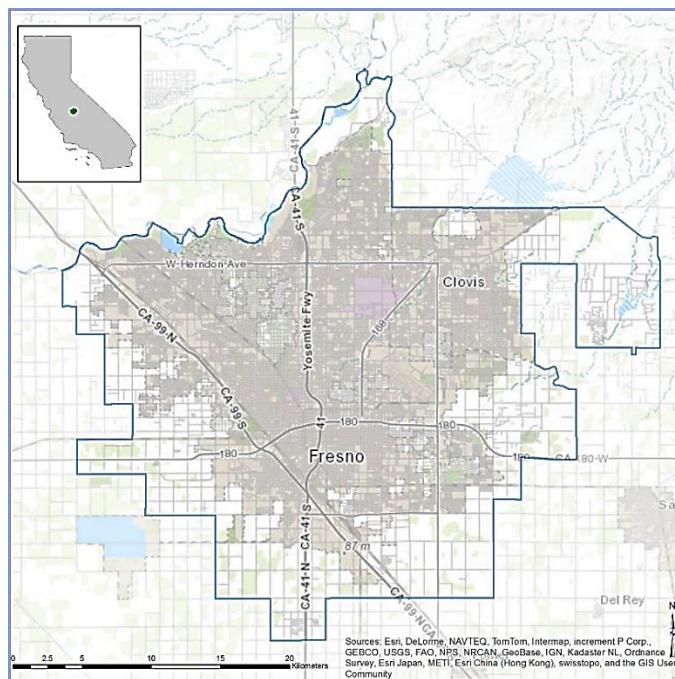 CA-41-S-41
CA-41-S
W-Herndon Ave
Clovis
CA-99-N
Yosemite Fwy
168
CA-99-S
41
180
180
180
180
CA-180-W
Fresno
CA-41-S
CA-41-N
87 m
CA-99-N
Sa
Del Rey
N
0 2.5 5 10 15 20
Kilometers
Sources: Esri, DeLorme, NAVTEQ, TomTom, Intermap, increment P Corp.,
GEBCO, USGS, FAO, NPS, NRCAN, GeoBase, IGN, Kadaster NL, Ordnance
Survey, Esri Japan, METI, Esri China (Hong Kong), swisstopo, and the GIS User
Community